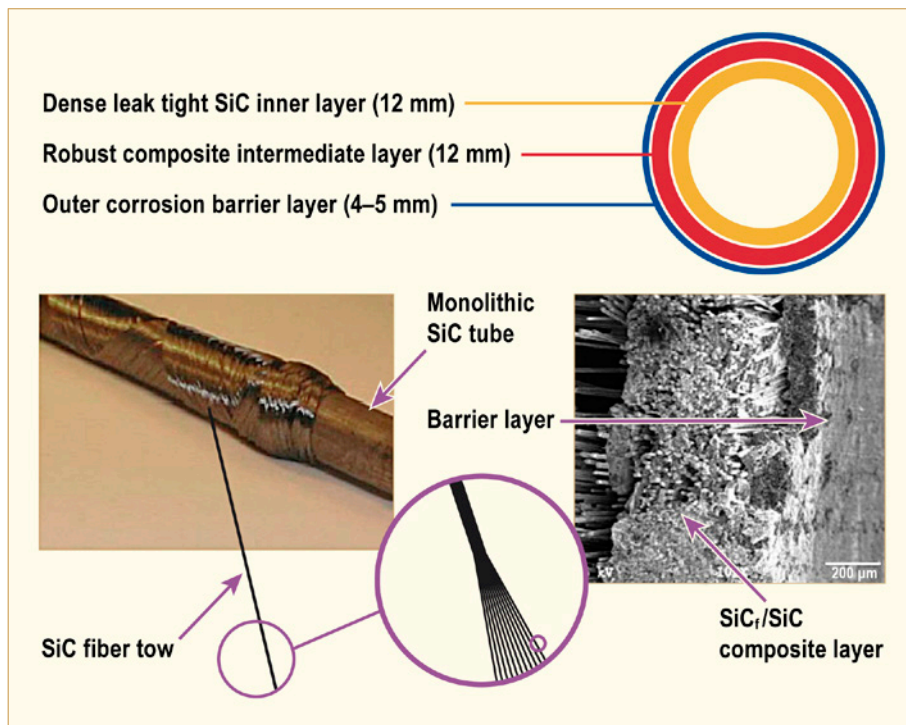 Dense leak tight SiC inner layer (12 mm)
Robust composite intermediate layer (12 mm)
Outer corrosion barrier layer (4–5 mm)
Monolithic
SiC tube
Barrier layer
kV
200 µm
SiC fiber tow
SiCf/SiC
composite layer